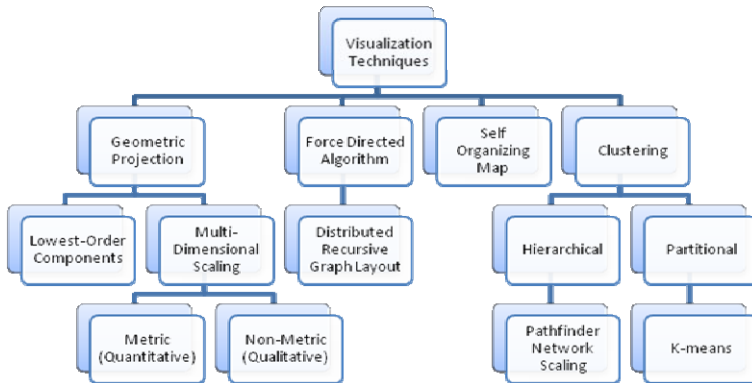 Visualization
Techniques
Geometric
Projection
Force Directed
Algorithm
Self
Organizing
Map
Clustering
Lowest-Order
Components
Multi-
Dimensional
Scaling
Distributed
Recursive
Graph Layout
Hierarchical
Partitional
Metric
(Quantitative)
Non-Metric
(Qualitative)
Pathfinder
Network
Scaling
K-means